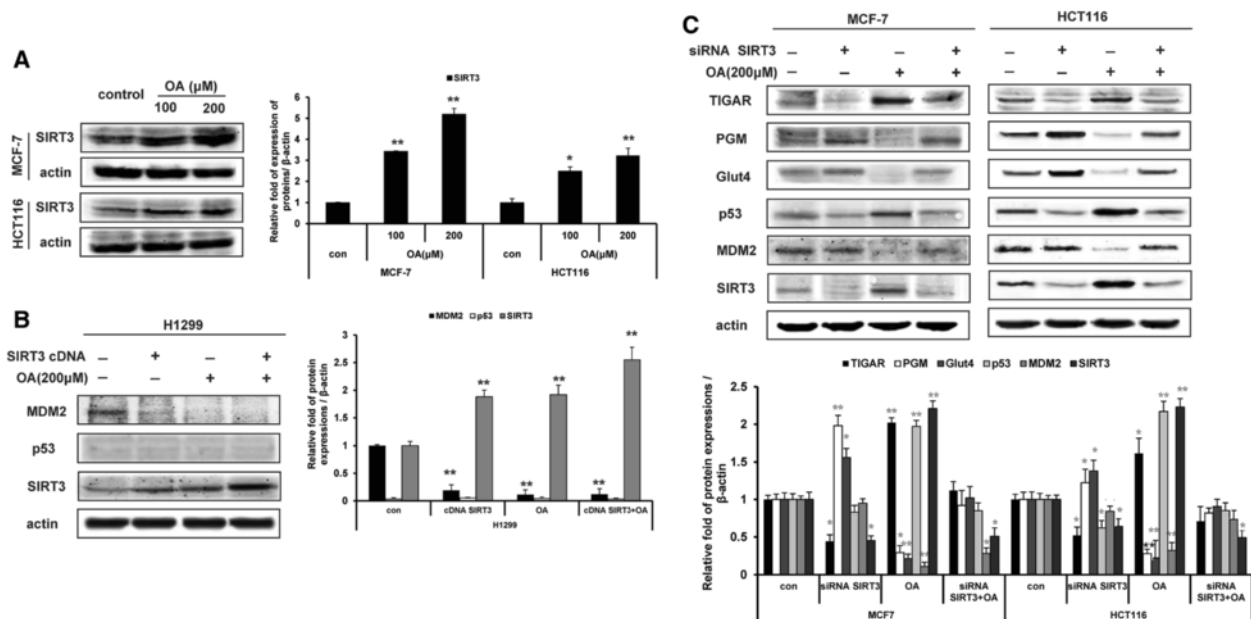 A
control OA (μM)
100 200
MCF-7
SIRT3
actin
HCT116
SIRT3
actin
■SIRT3
Relative fold of expression of
proteins/ β-actin
6
5
4
3
2
1
0
**
**
*
**
con 100 200 con 100 200
OA(μM) OA(μM)
MCF-7 HCT116
B
H1299
SIRT3 cDNA – + – +
OA(200μM) – – + +
MDM2
p53
SIRT3
actin
■MDM2 □p53 ■SIRT3
Relative fold of protein
expressions / β-actin
3
2.5
2
1.5
1
0.5
0
** ** ** ** ** **
con cDNA SIRT3 OA cDNA SIRT3+OA
H1299
C
MCF-7 HCT116
siRNA SIRT3 – + – + – + – +
OA(200μM) – – + + – – + +
TIGAR
PGM
Glut4
p53
MDM2
SIRT3
actin
■TIGAR □PGM ■Glut4 □p53 ■MDM2 ■SIRT3
Relative fold of protein expressions /
β-actin
2.5
2
1.5
1
0.5
0
* ** * * ** * ** ** ** ** * *
* * * * * * ** ** ** ** ** ** *
con siRNA SIRT3 OA siRNA SIRT3+OA con siRNA SIRT3 OA siRNA SIRT3+OA
MCF7 HCT116